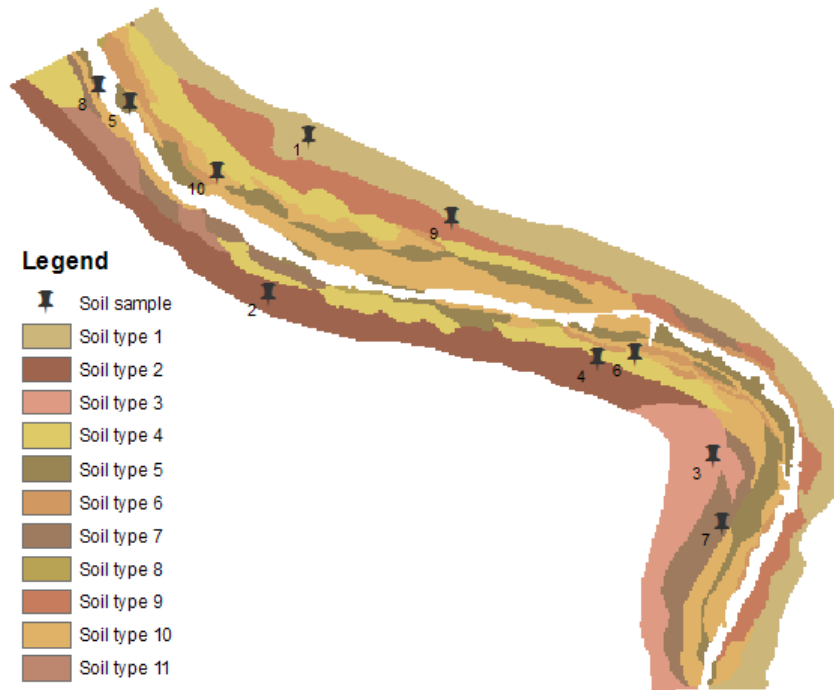 8
5
1
10
9
2
4
6
3
7
Legend
Soil sample
Soil type 1
Soil type 2
Soil type 3
Soil type 4
Soil type 5
Soil type 6
Soil type 7
Soil type 8
Soil type 9
Soil type 10
Soil type 11